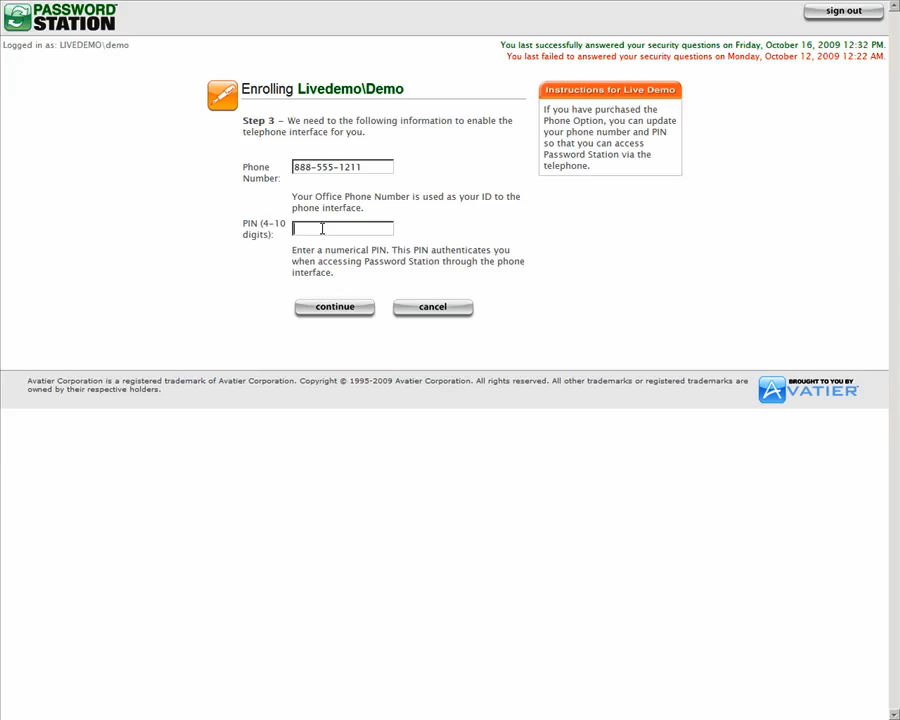 PASSWORD STATION
sign out
Logged in as: LIVEDEMO\demo
You last successfully answered your security questions on Friday, October 16, 2009 12:32 PM.
You last failed to answered your security questions on Monday, October 12, 2009 12:22 AM.
Enrolling Livedemo\Demo
Step 3 – We need to the following information to enable the
telephone interface for you.
Phone
Number:
888-555-1211
Your Office Phone Number is used as your ID to the
phone interface.
PIN (4-10
digits):
Enter a numerical PIN. This PIN authenticates you
when accessing Password Station through the phone
interface.
continue
cancel
Instructions for Live Demo
If you have purchased the
Phone Option, you can update
your phone number and PIN
so that you can access
Password Station via the
telephone.
Avatier Corporation is a registered trademark of Avatier Corporation. Copyright © 1995-2009 Avatier Corporation. All rights reserved. All other trademarks or registered trademarks are
owned by their respective holders.
BROUGHT TO YOU BY
AVATIER